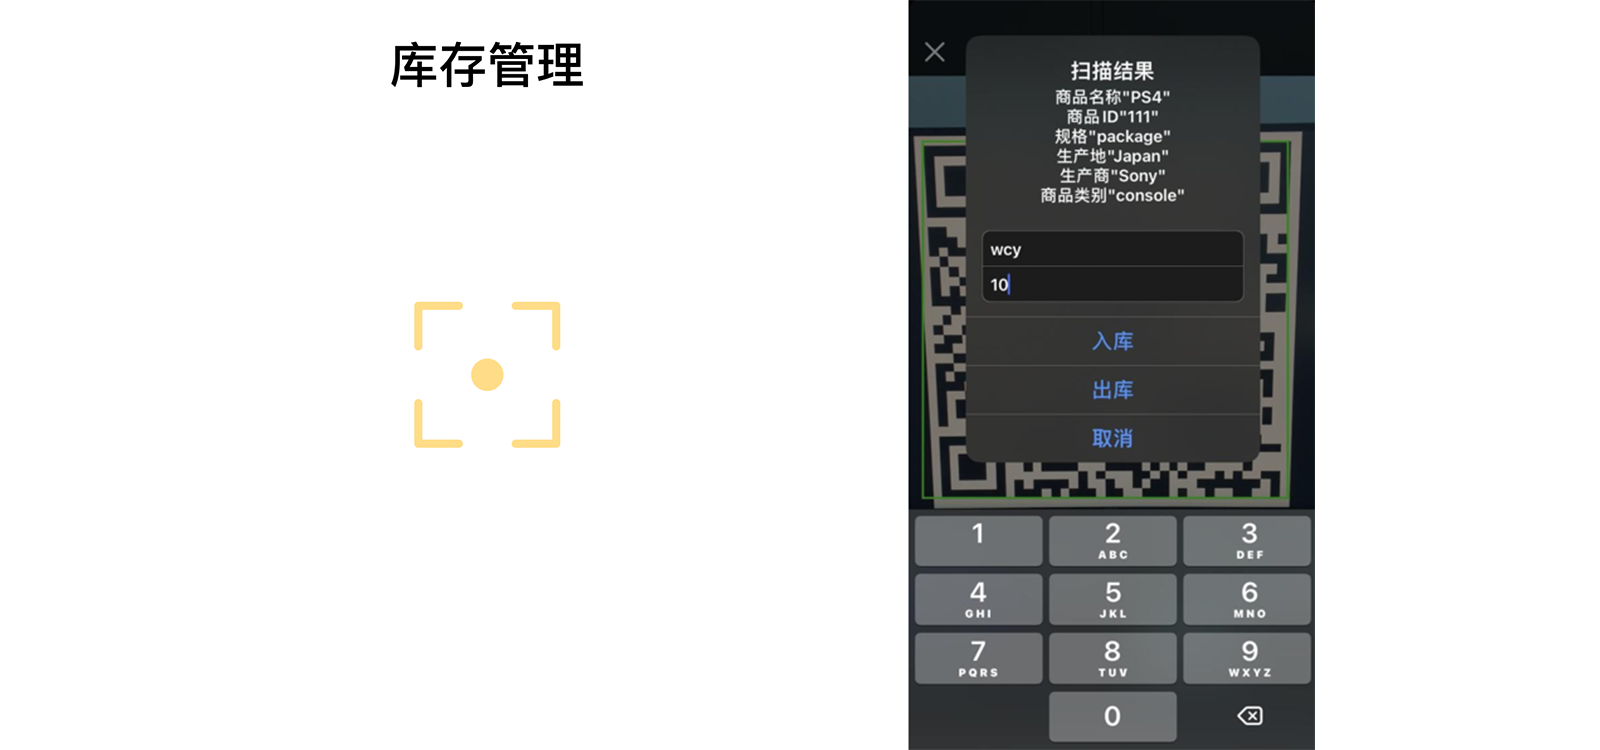 库存管理
扫描结果
商品名称"PS4"
商品ID"111"
规格"package"
生产地"Japan"
生产商"Sony"
商品类别"console"
wcy
10
入库
出库
取消
1
2
ABC
3
DEF
4
GHI
5
JKL
6
MNO
7
PQRS
8
TUV
9
WXYZ
0